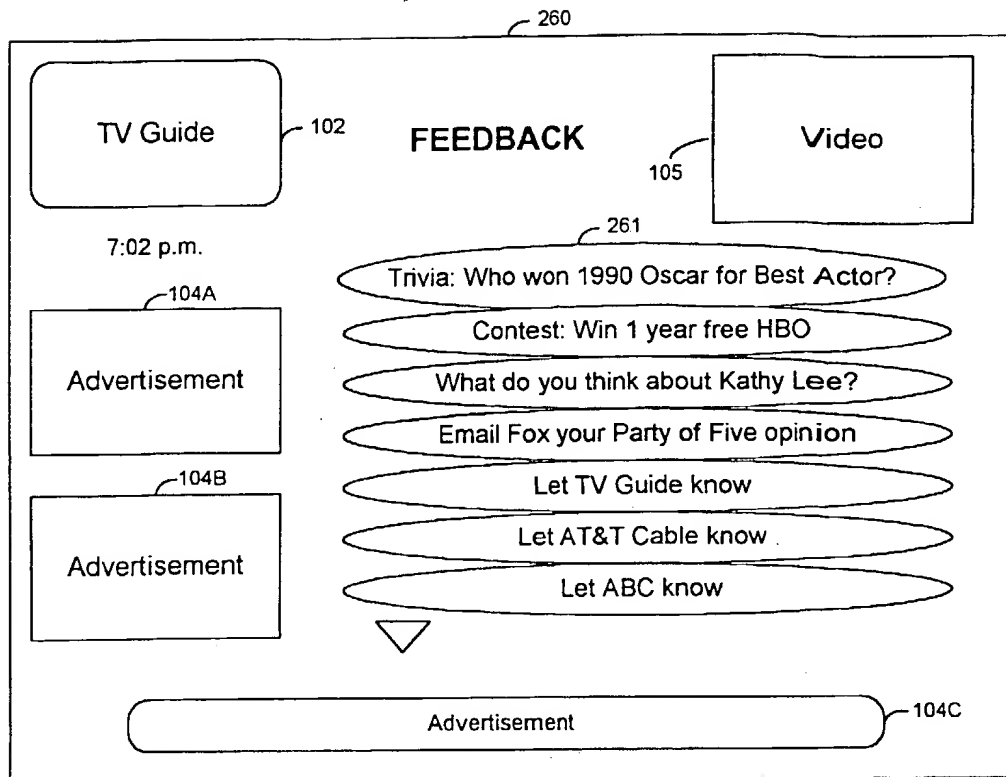 260
TV Guide
102
FEEDBACK
105
Video
7:02 p.m.
261
Trivia: Who won 1990 Oscar for Best Actor?
104A
Advertisement
Contest: Win 1 year free HBO
What do you think about Kathy Lee?
Email Fox your Party of Five opinion
104B
Advertisement
Let TV Guide know
Let AT&T Cable know
Let ABC know
Advertisement
104C